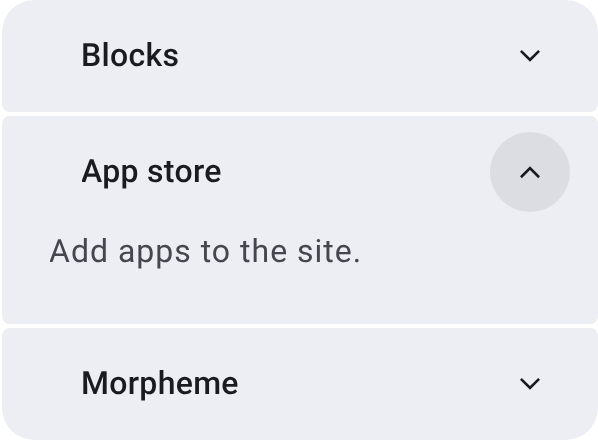 Blocks
App store
Add apps to the site.
Morpheme